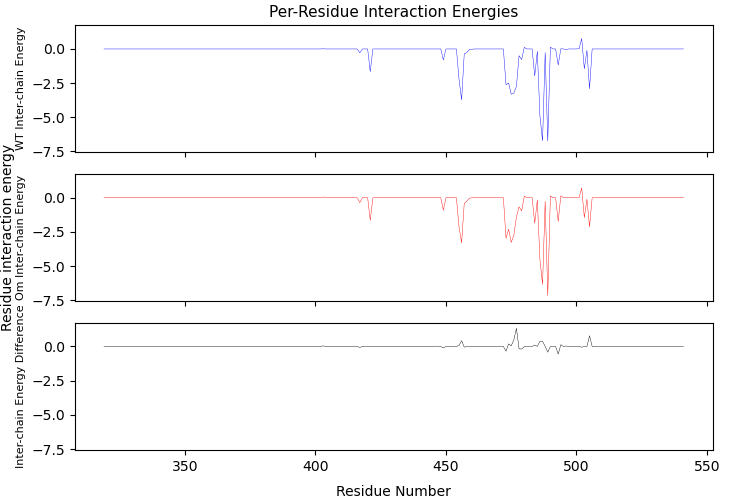 Per-Residue Interaction Energies
Residue interaction energy
WT Inter-chain Energy
0.0
−2.5
−5.0
−7.5
Om Inter-chain Energy
0.0
−2.5
−5.0
−7.5
Inter-chain Energy Difference
0.0
−2.5
−5.0
−7.5
350 400 450 500 550
Residue Number